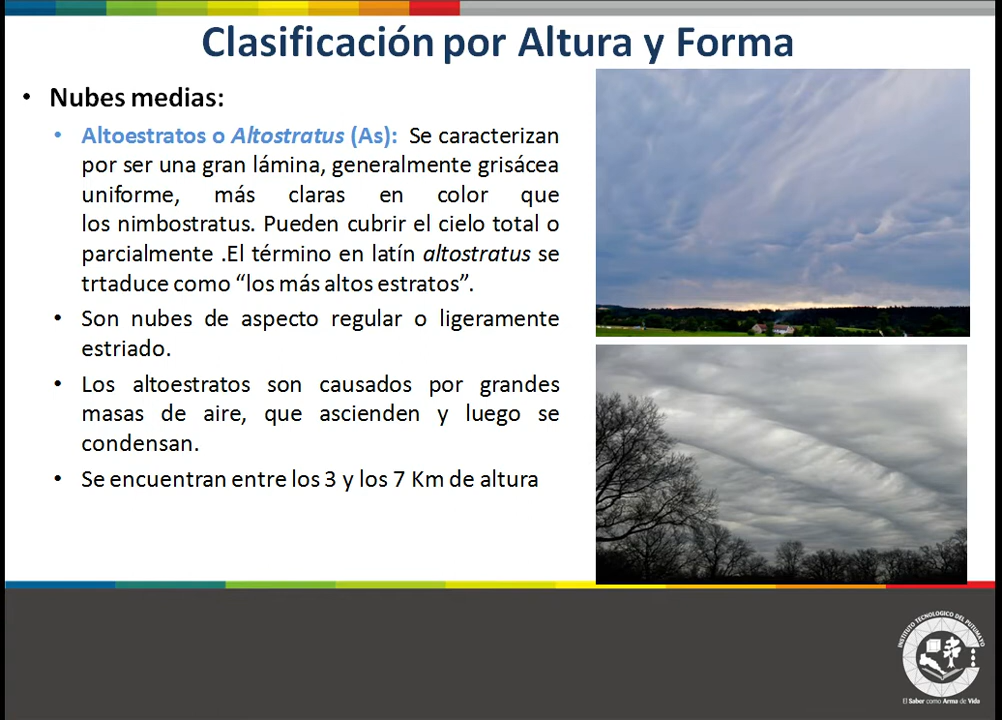 Clasificación por Altura y Forma
• Nubes medias:
• Altoestratos o Altostratus (As): Se caracterizan
por ser una gran lámina, generalmente grisácea
uniforme, más claras en color que
los nimbostratus. Pueden cubrir el cielo total o
parcialmente .El término en latín altostratus se
trtaduce como “los más altos estratos”.
• Son nubes de aspecto regular o ligeramente
estriado.
• Los altoestratos son causados por grandes
masas de aire, que ascienden y luego se
condensan.
• Se encuentran entre los 3 y los 7 Km de altura
INSTITUTO TECNOLOGICO DEL PUTUMAYO
El Saber como Arma de Vida